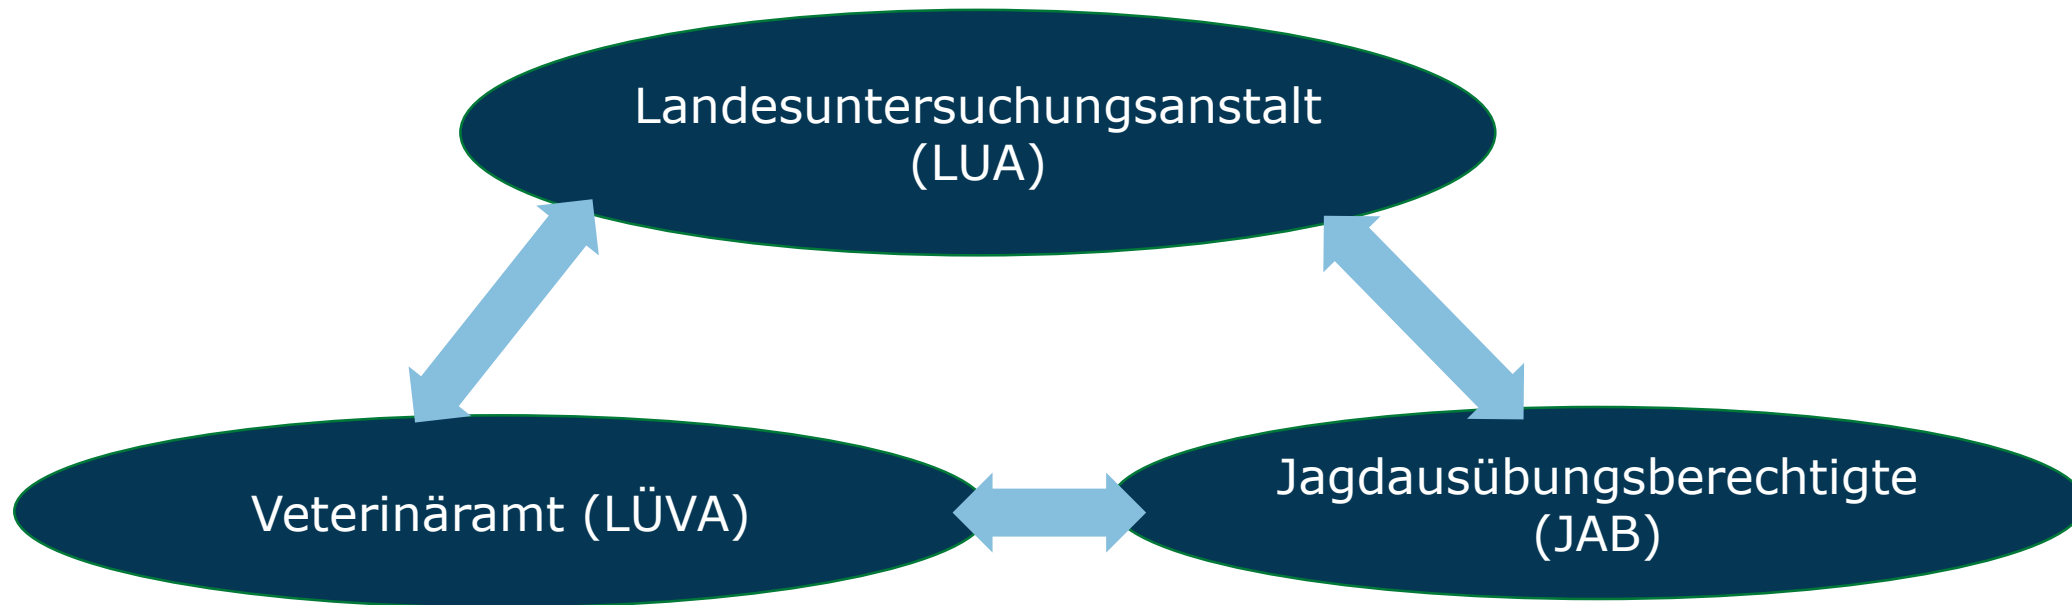 Landesuntersuchungsanstalt
(LUA)
Veterinäramt (LÜVA)
Jagdausübungsberechtigte
(JAB)